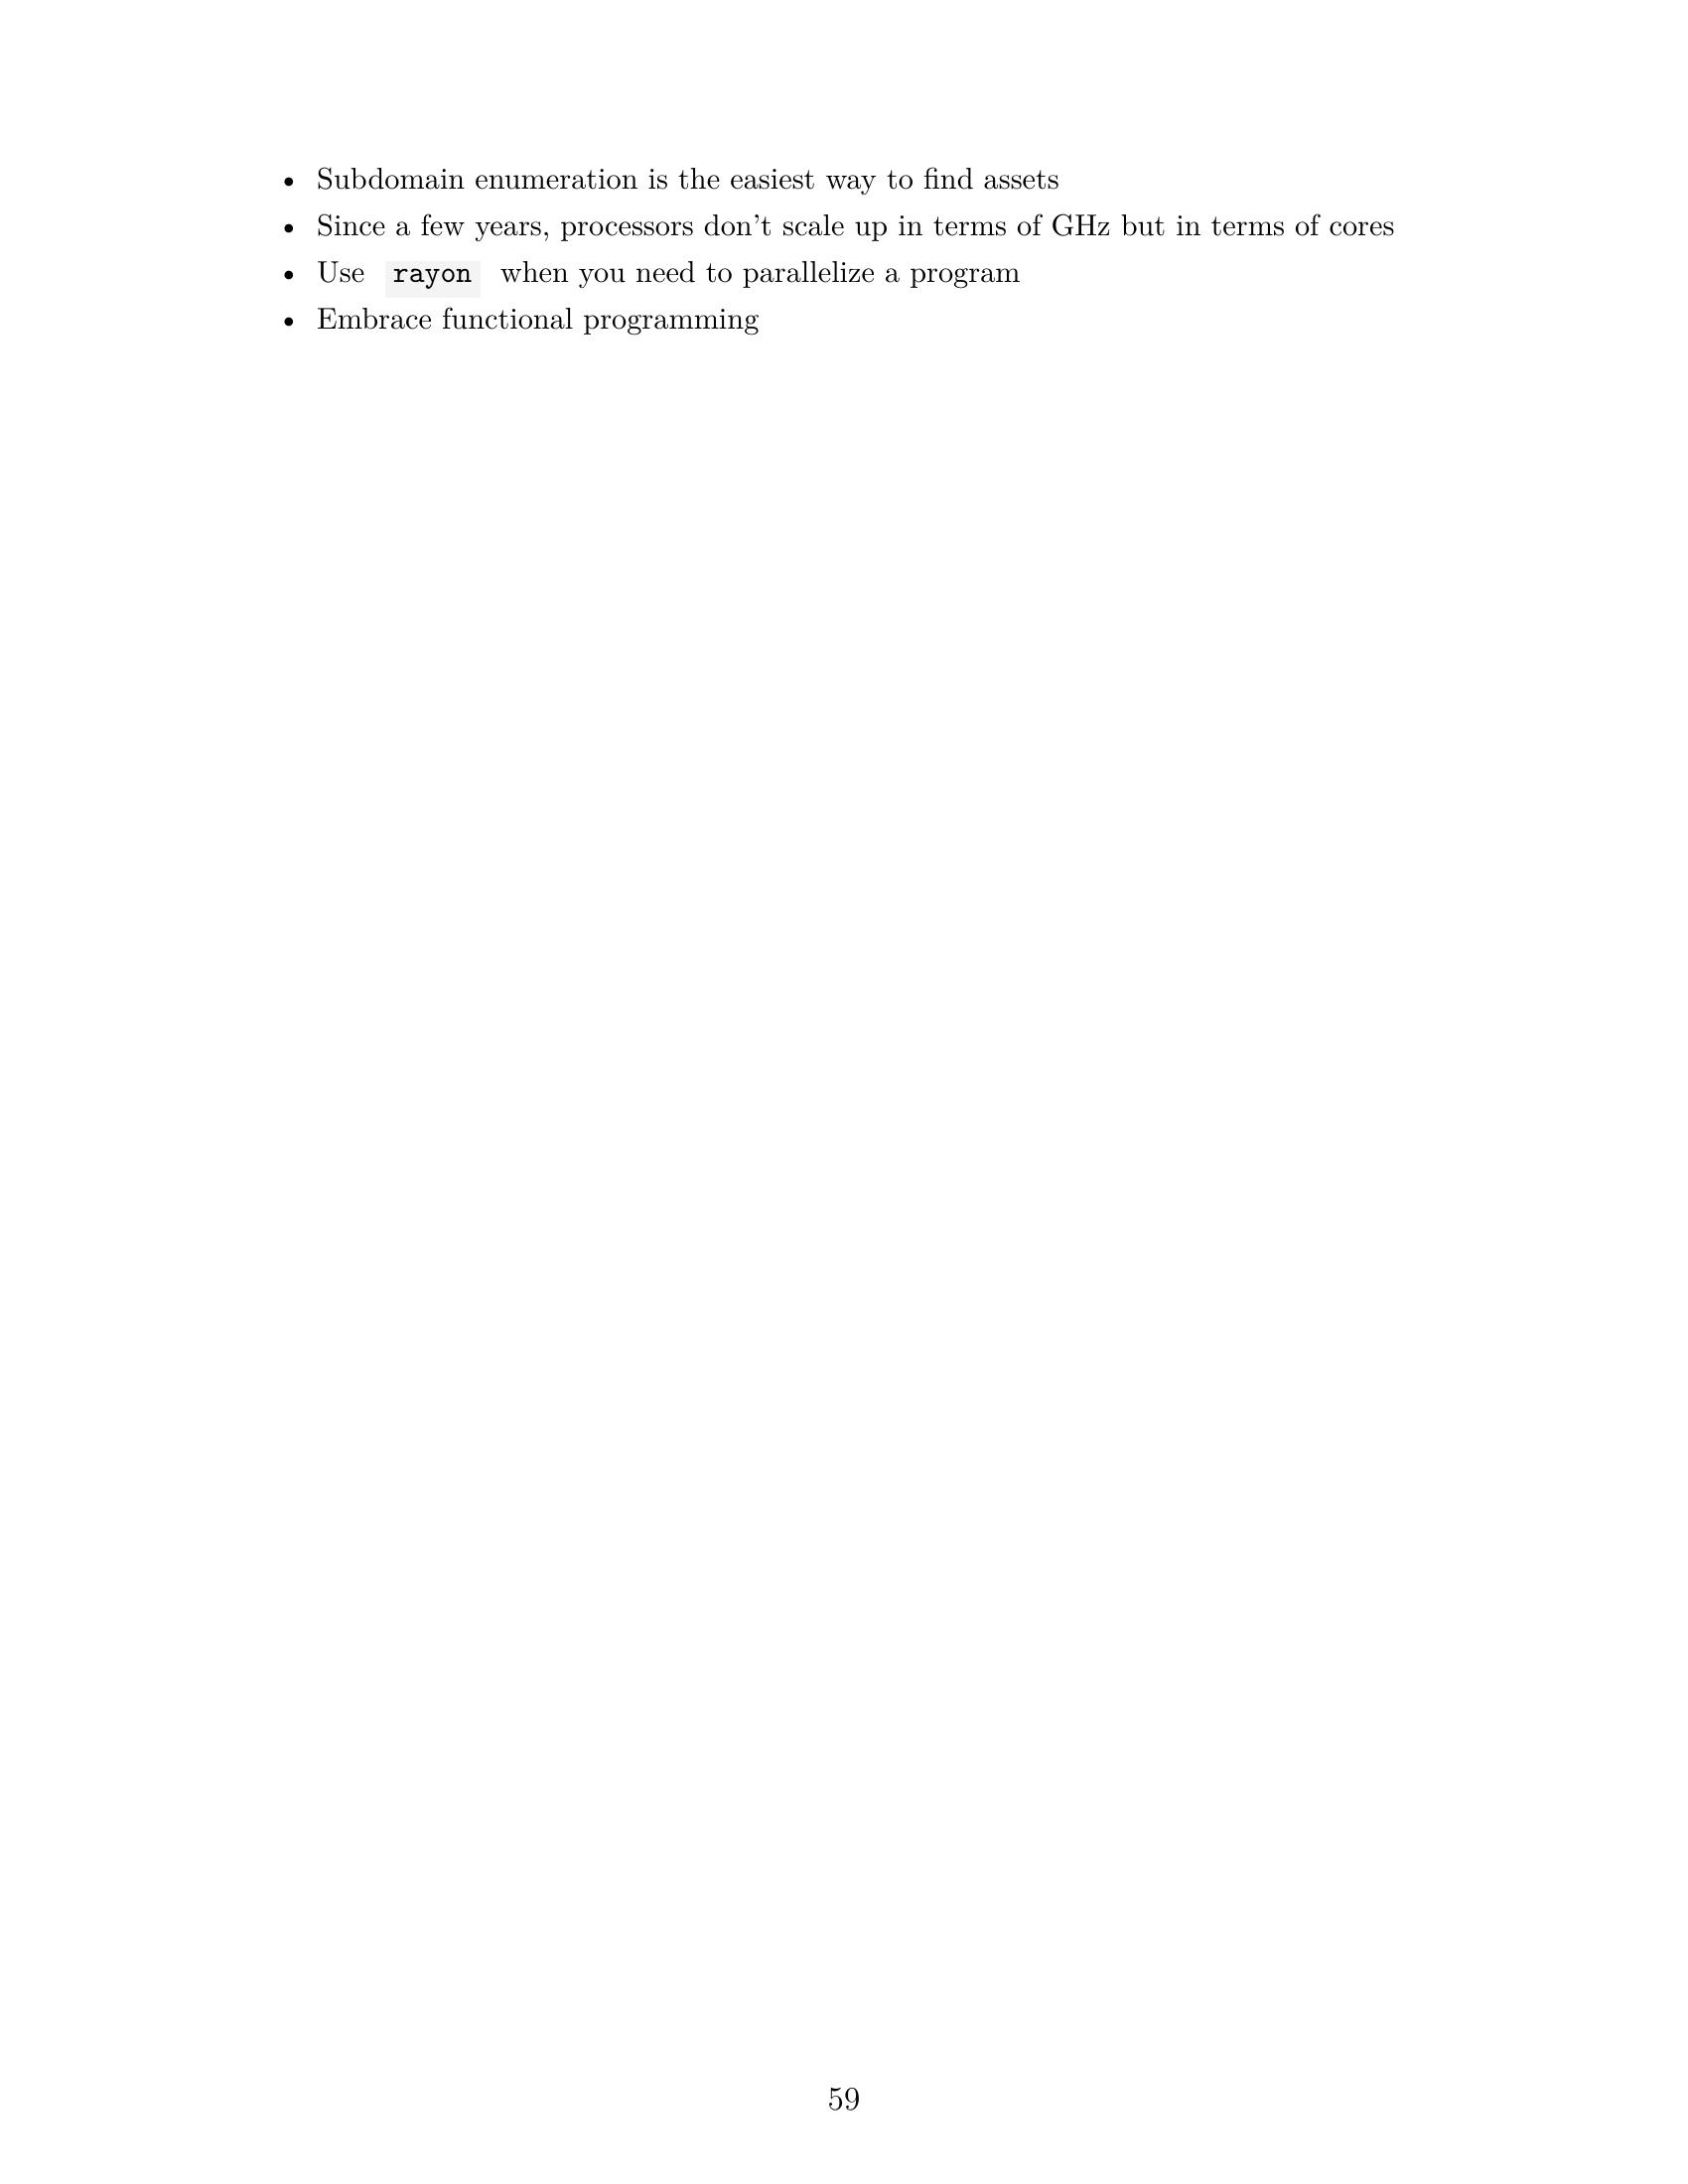 • Subdomain enumeration is the easiest way to find assets
• Since a few years, processors don't scale up in terms of GHz but in terms of cores
• Use rayon when you need to parallelize a program
• Embrace functional programming
59